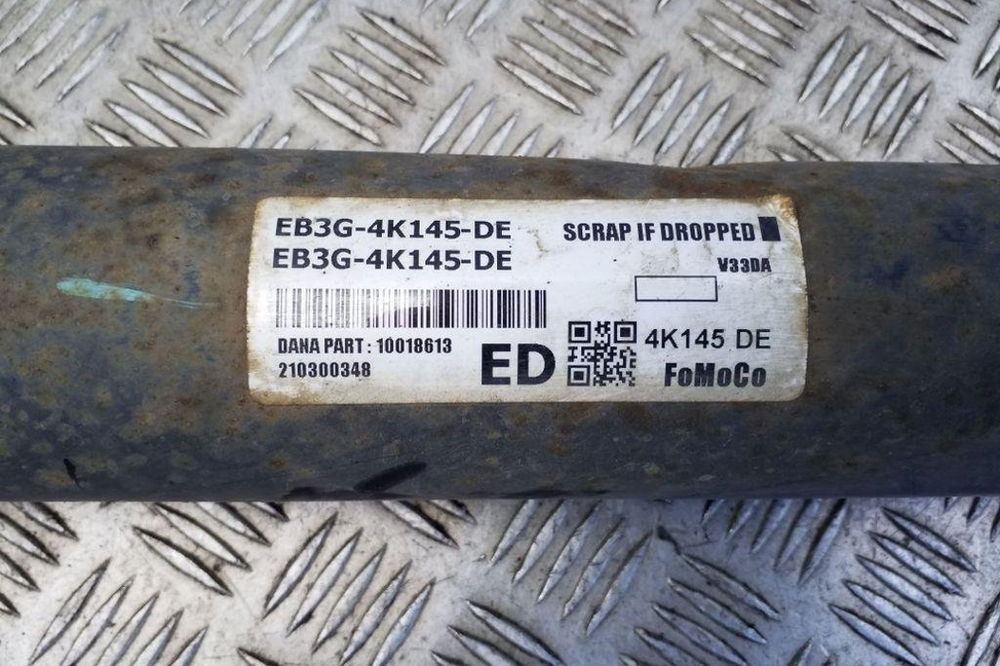 EB3G-4K145-DE
SCRAP IF DROPPED
EB3G-4K145-DE
V33DA
DANA PART : 10018613
210300348
ED
4K145 DE
FoMoCo